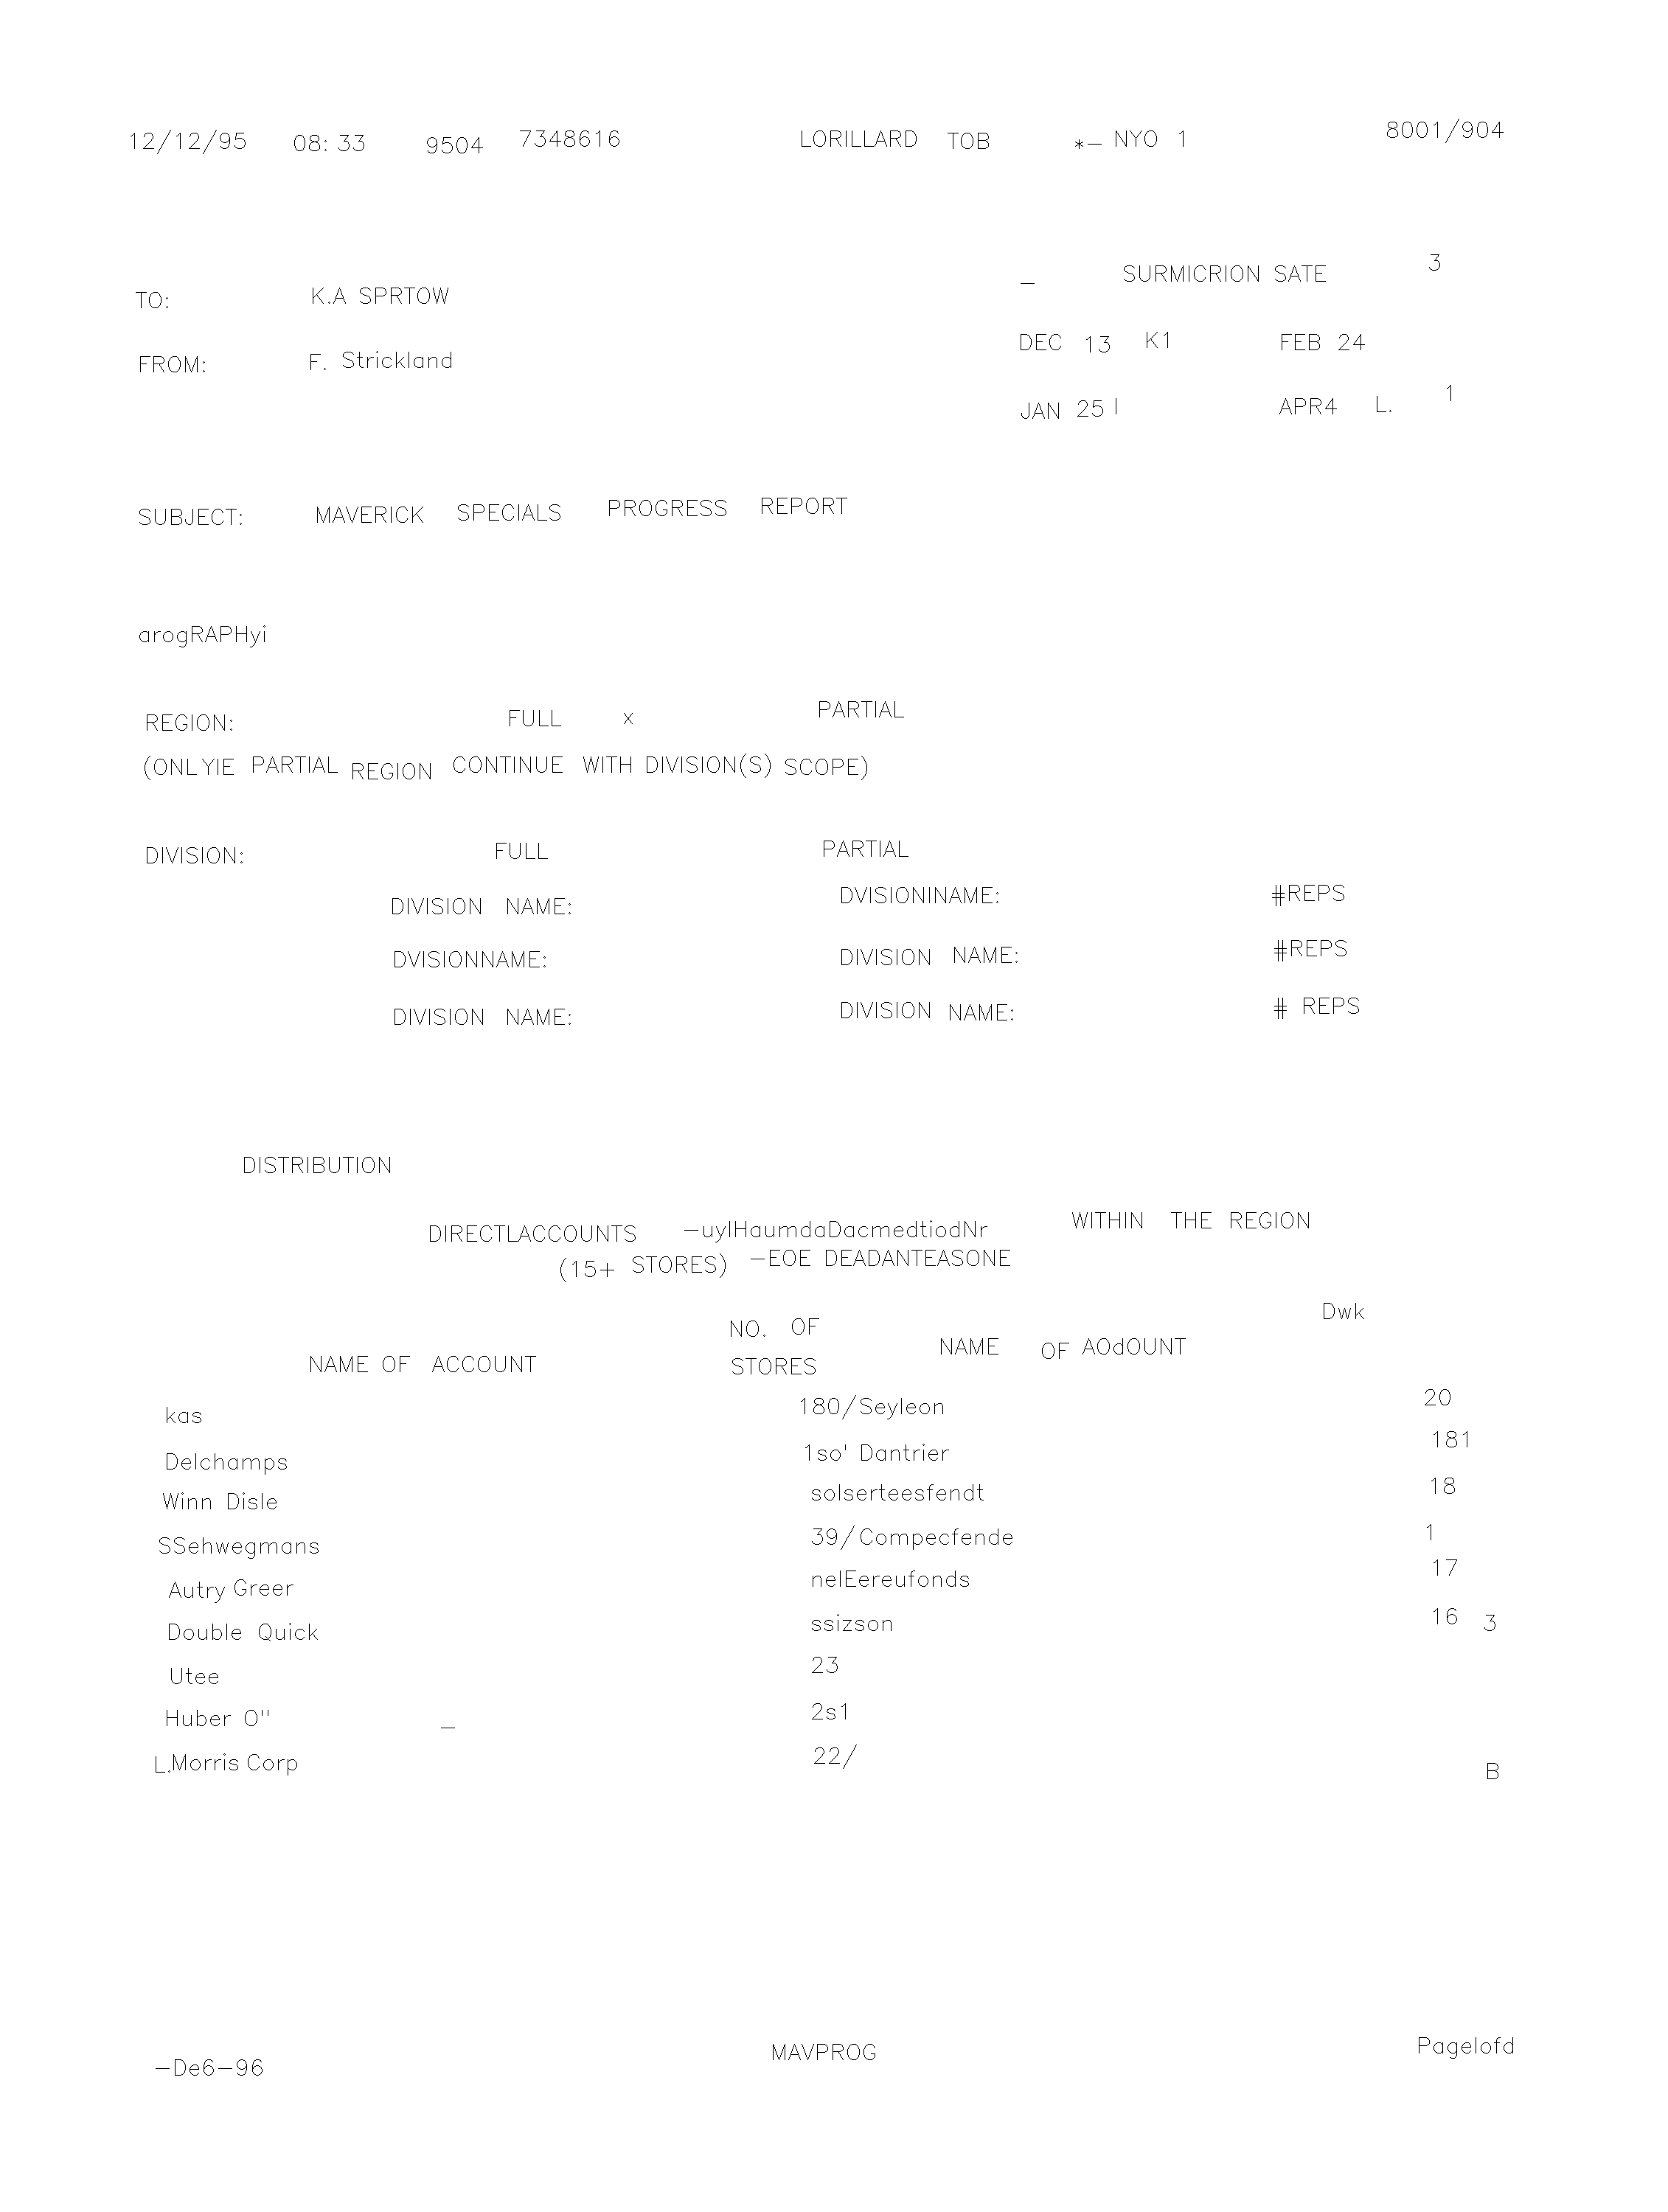 12/12/95 08: 33 9504 7348616 LORILLARD TOB *- NYO 1 8001/904
_ SURMICRION SATE 3
TO: K.A SPRTOW
DEC 13 K1 FEB 24
FROM: F. Strickland
JAN 25 I APR4 L. 1
SUBJECT: MAVERICK SPECIALS PROGRESS REPORT
arogRAPHyi
REGION: FULL x PARTIAL
(ONLYIE PARTIAL REGION CONTINUE WITH DIVISION(S) SCOPE)
DIVISION: FULL PARTIAL
DIVISION NAME: DVISIONINAME: #REPS
DVISIONNAME: DIVISION NAME: #REPS
DIVISION NAME: DIVISION NAME: # REPS
DISTRIBUTION
DIRECTLACCOUNTS -uylHaumdaDacmedtiodNr WITHIN THE REGION
(15+ STORES) -EOE DEADANTEASONE
Dwk
NO. OF
NAME OF ACCOUNT STORES NAME OF AOdOUNT
kas 180/Seyleon 20
Delchamps 1so' Dantrier 181
Winn Disle solserteesfendt 18
SSehwegmans 39/Compecfende 1
Autry Greer nelEereufonds 17
Double Quick ssizson 16 3
Utee 23
Huber O" _ 2s1
L.Morris Corp 22/ B
-De6-96 MAVPROG Pagelofd